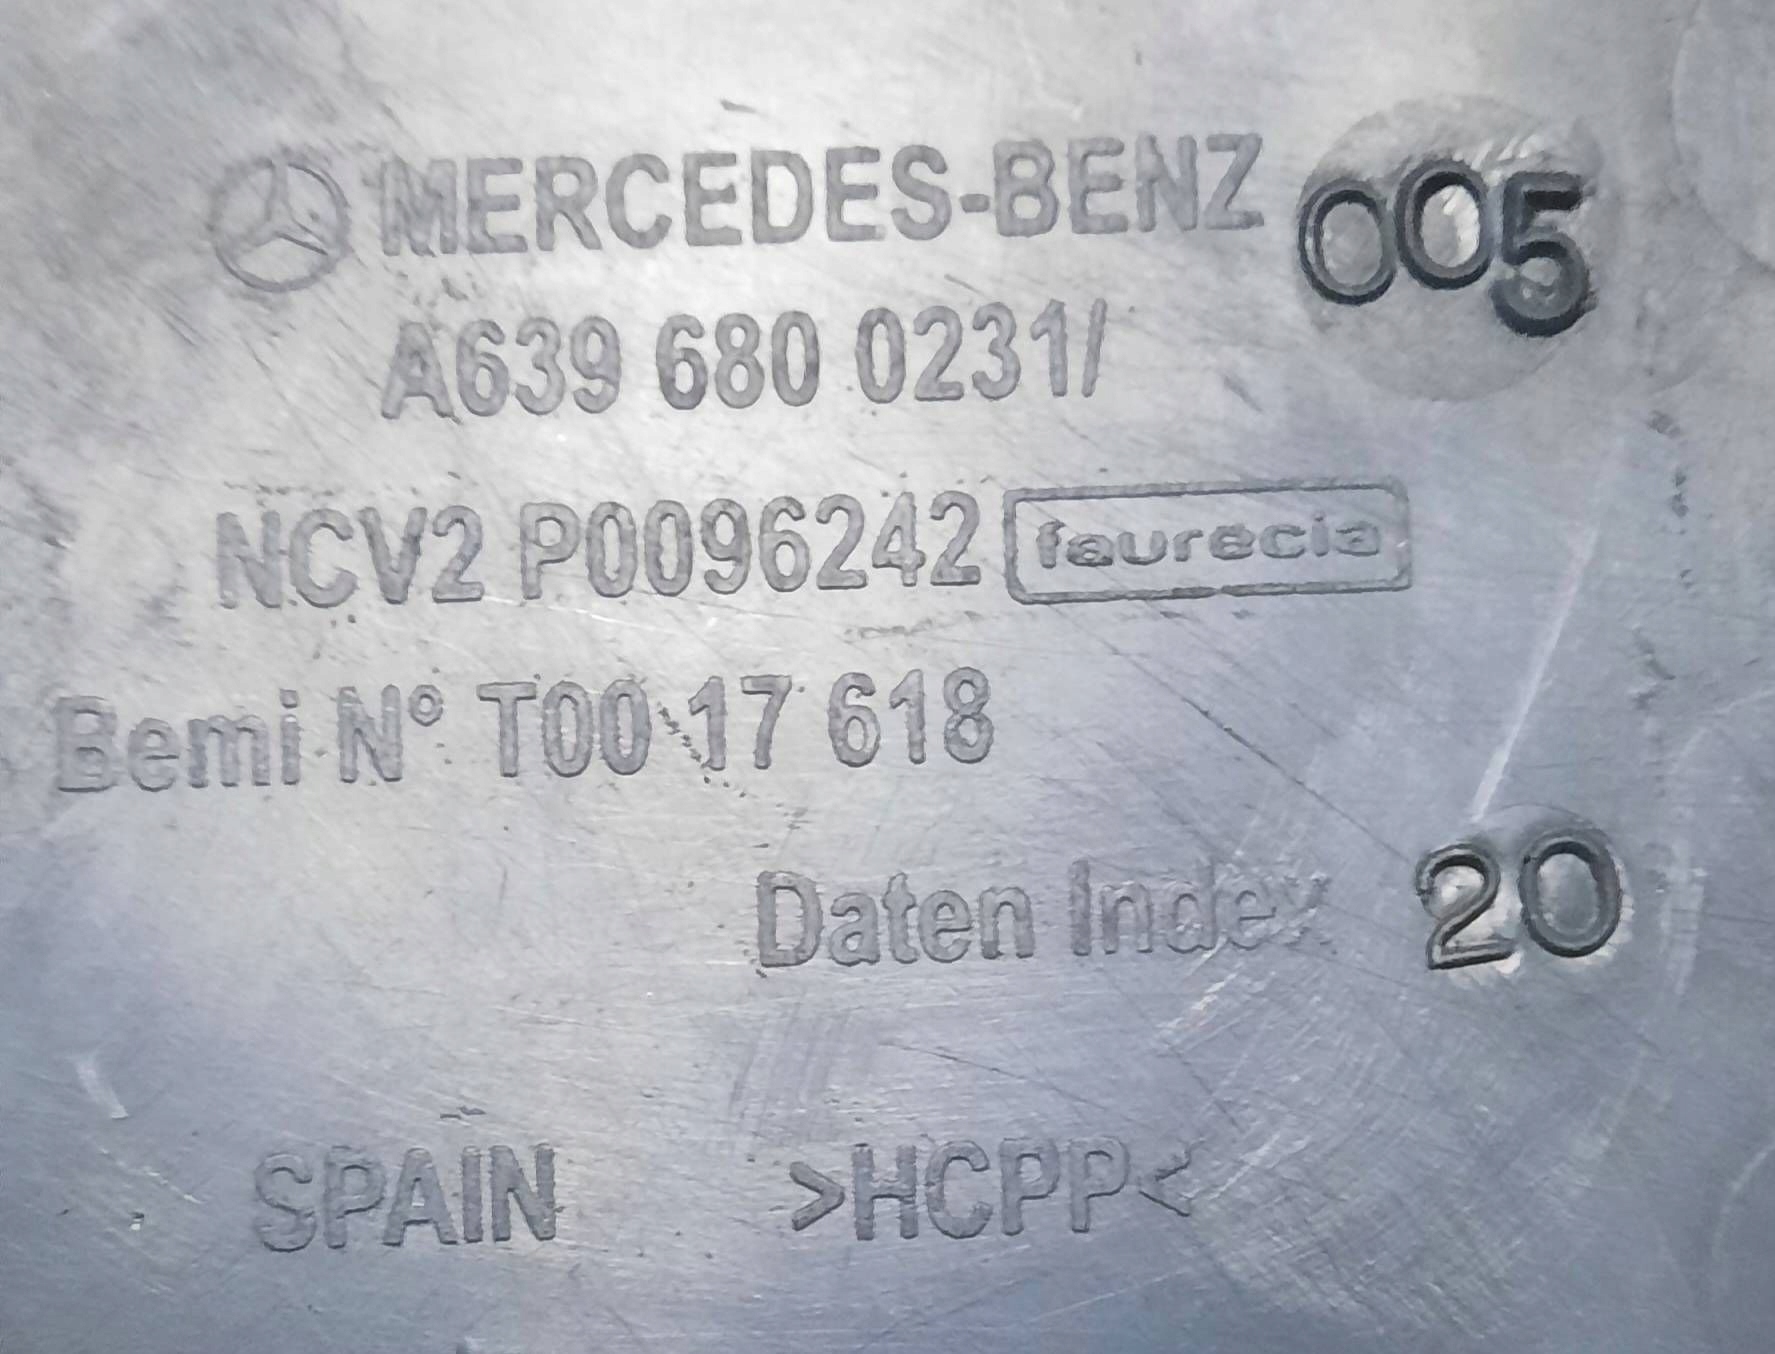 MERCEDES-BENZ 005
A639 680 0231/
NCV2 P0096242 faurecia
Bemi N° T00 17 618
Daten Index 20
SPAIN >HCPP<